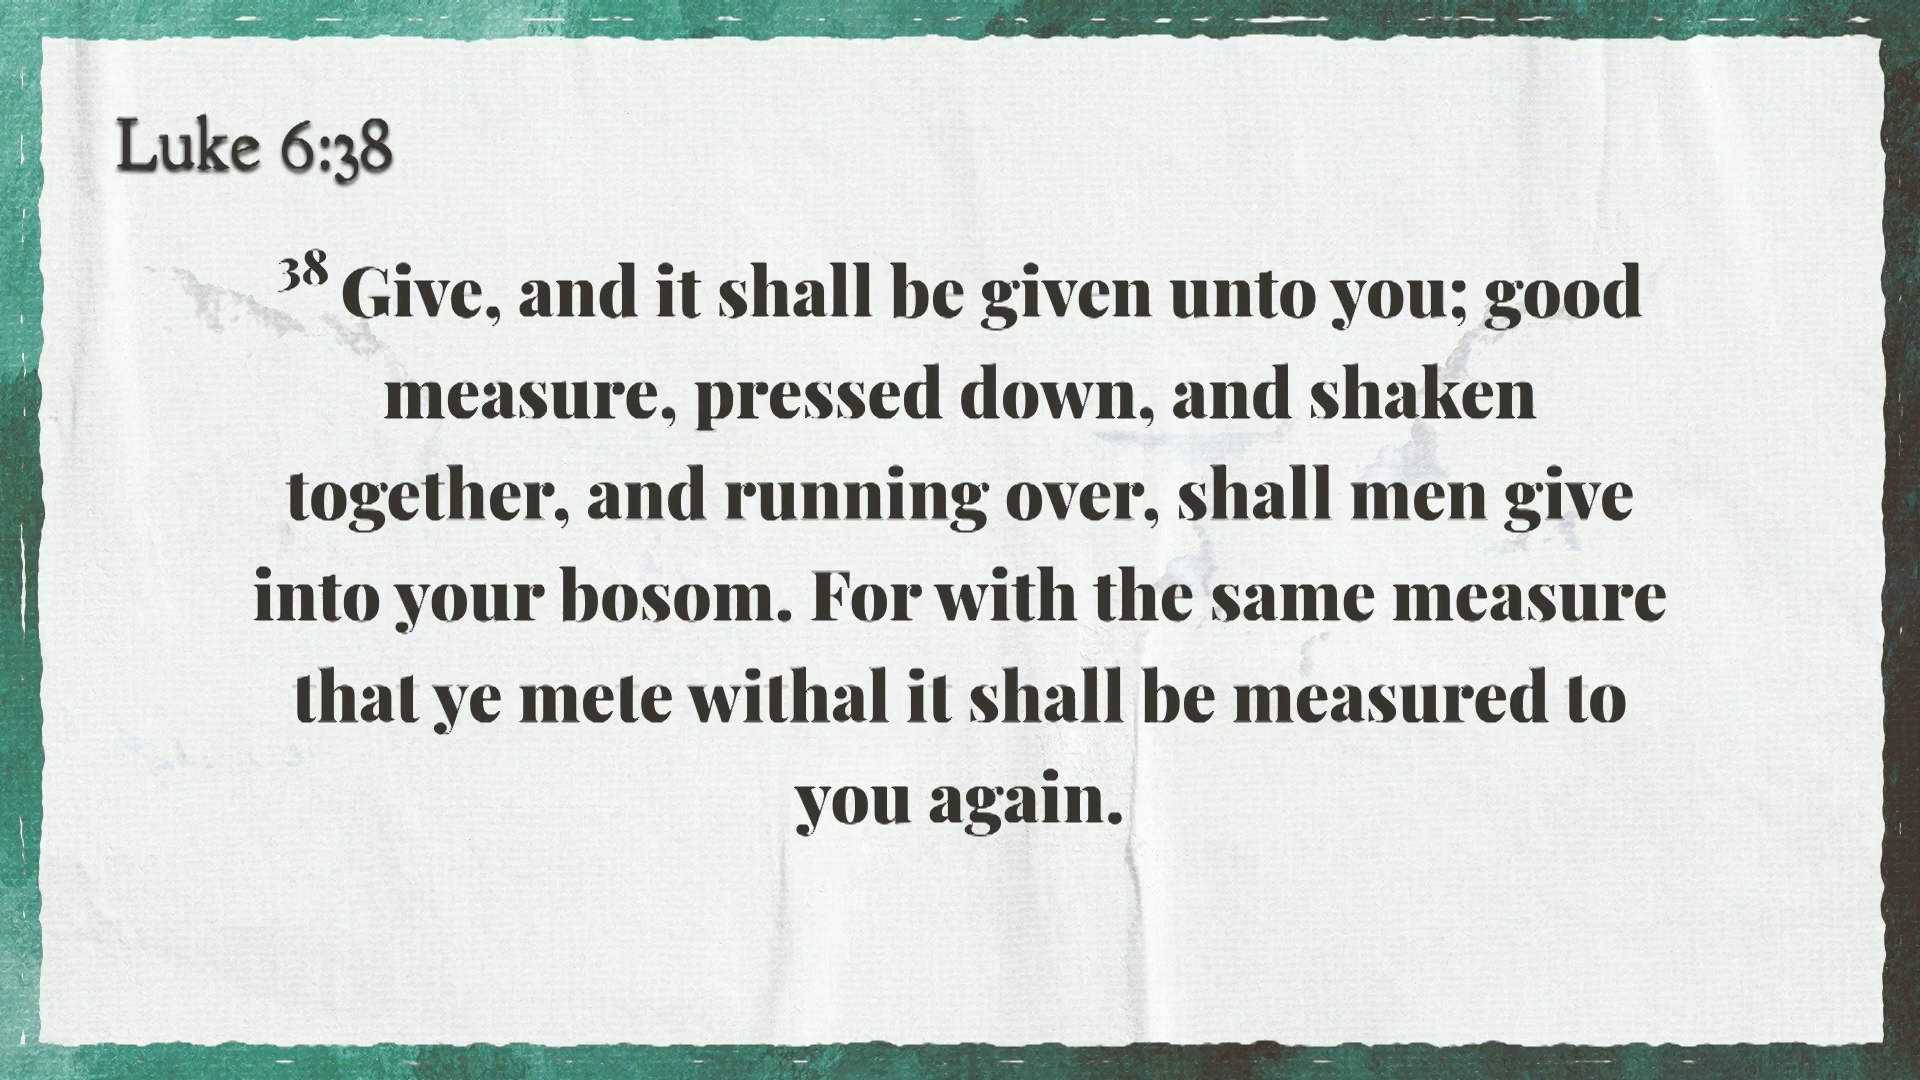 Luke 6:38
38 Give, and it shall be given unto you; good
measure, pressed down, and shaken
together, and running over, shall men give
into your bosom. For with the same measure
that ye mete withal it shall be measured to
you again.